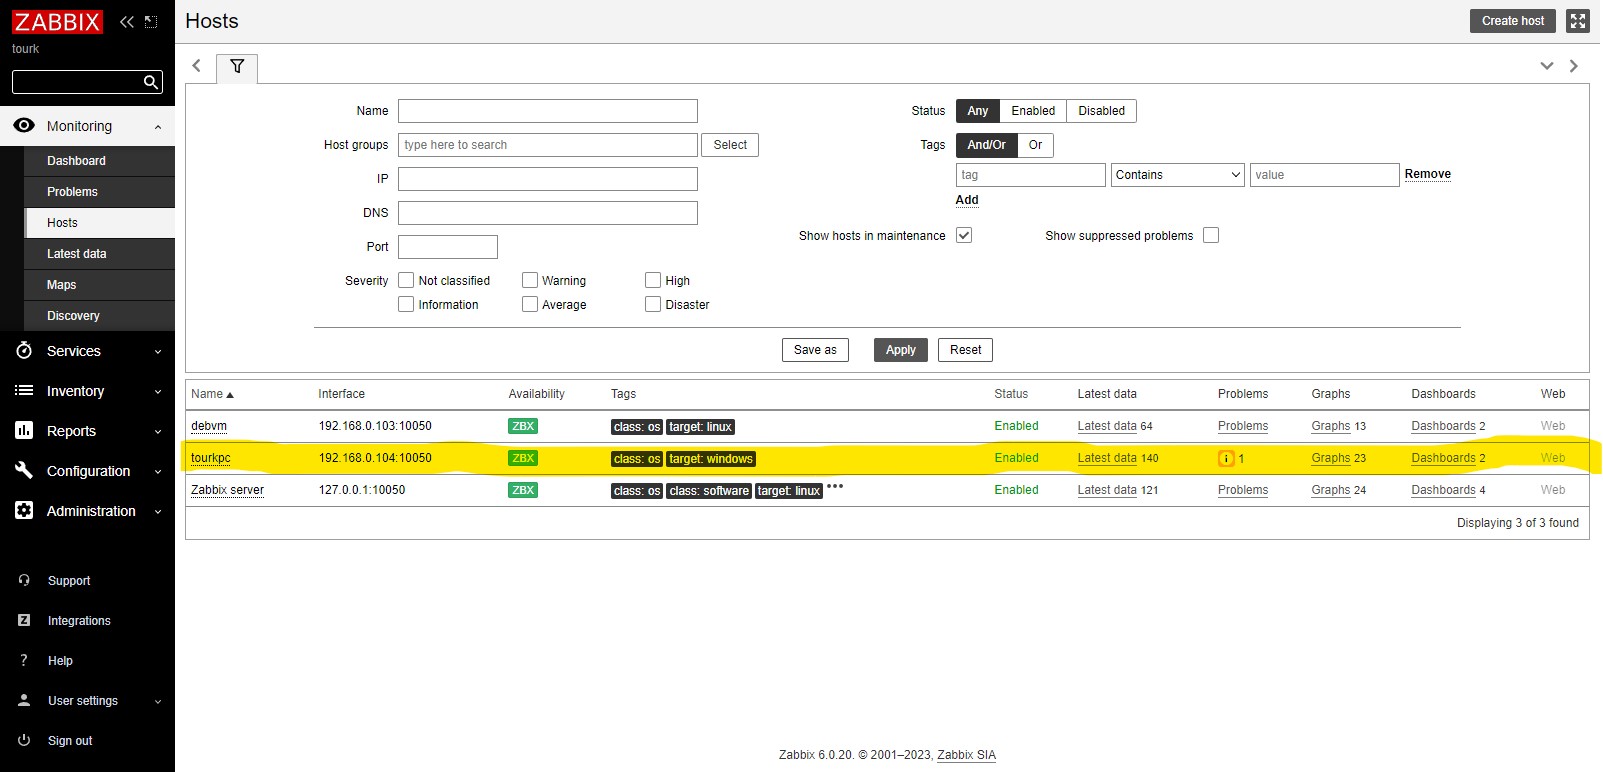 ZABBIX
Hosts
Create host
tourk
Monitoring
Dashboard
Problems
Hosts
Latest data
Maps
Discovery
Services
Inventory
Reports
Configuration
Administration
Support
Integrations
Help
User settings
Sign out
Name
Status Any Enabled Disabled
Host groups type here to search Select
Tags And/Or Or
IP
tag Contains value Remove
Add
DNS
Show hosts in maintenance Show suppressed problems
Port
Severity Not classified Warning High
Information Average Disaster
Save as Apply Reset
Name Interface Availability Tags Status Latest data Problems Graphs Dashboards Web
debvm 192.168.0.103:10050 ZBX class: os target: linux Enabled Latest data 64 Problems Graphs 13 Dashboards 2 Web
tourkpc 192.168.0.104:10050 ZBX class: os target: windows Enabled Latest data 140 i 1 Graphs 23 Dashboards 2 Web
Zabbix server 127.0.0.1:10050 ZBX class: os class: software target: linux ••• Enabled Latest data 121 Problems Graphs 24 Dashboards 4 Web
Displaying 3 of 3 found
Zabbix 6.0.20. © 2001–2023, Zabbix SIA